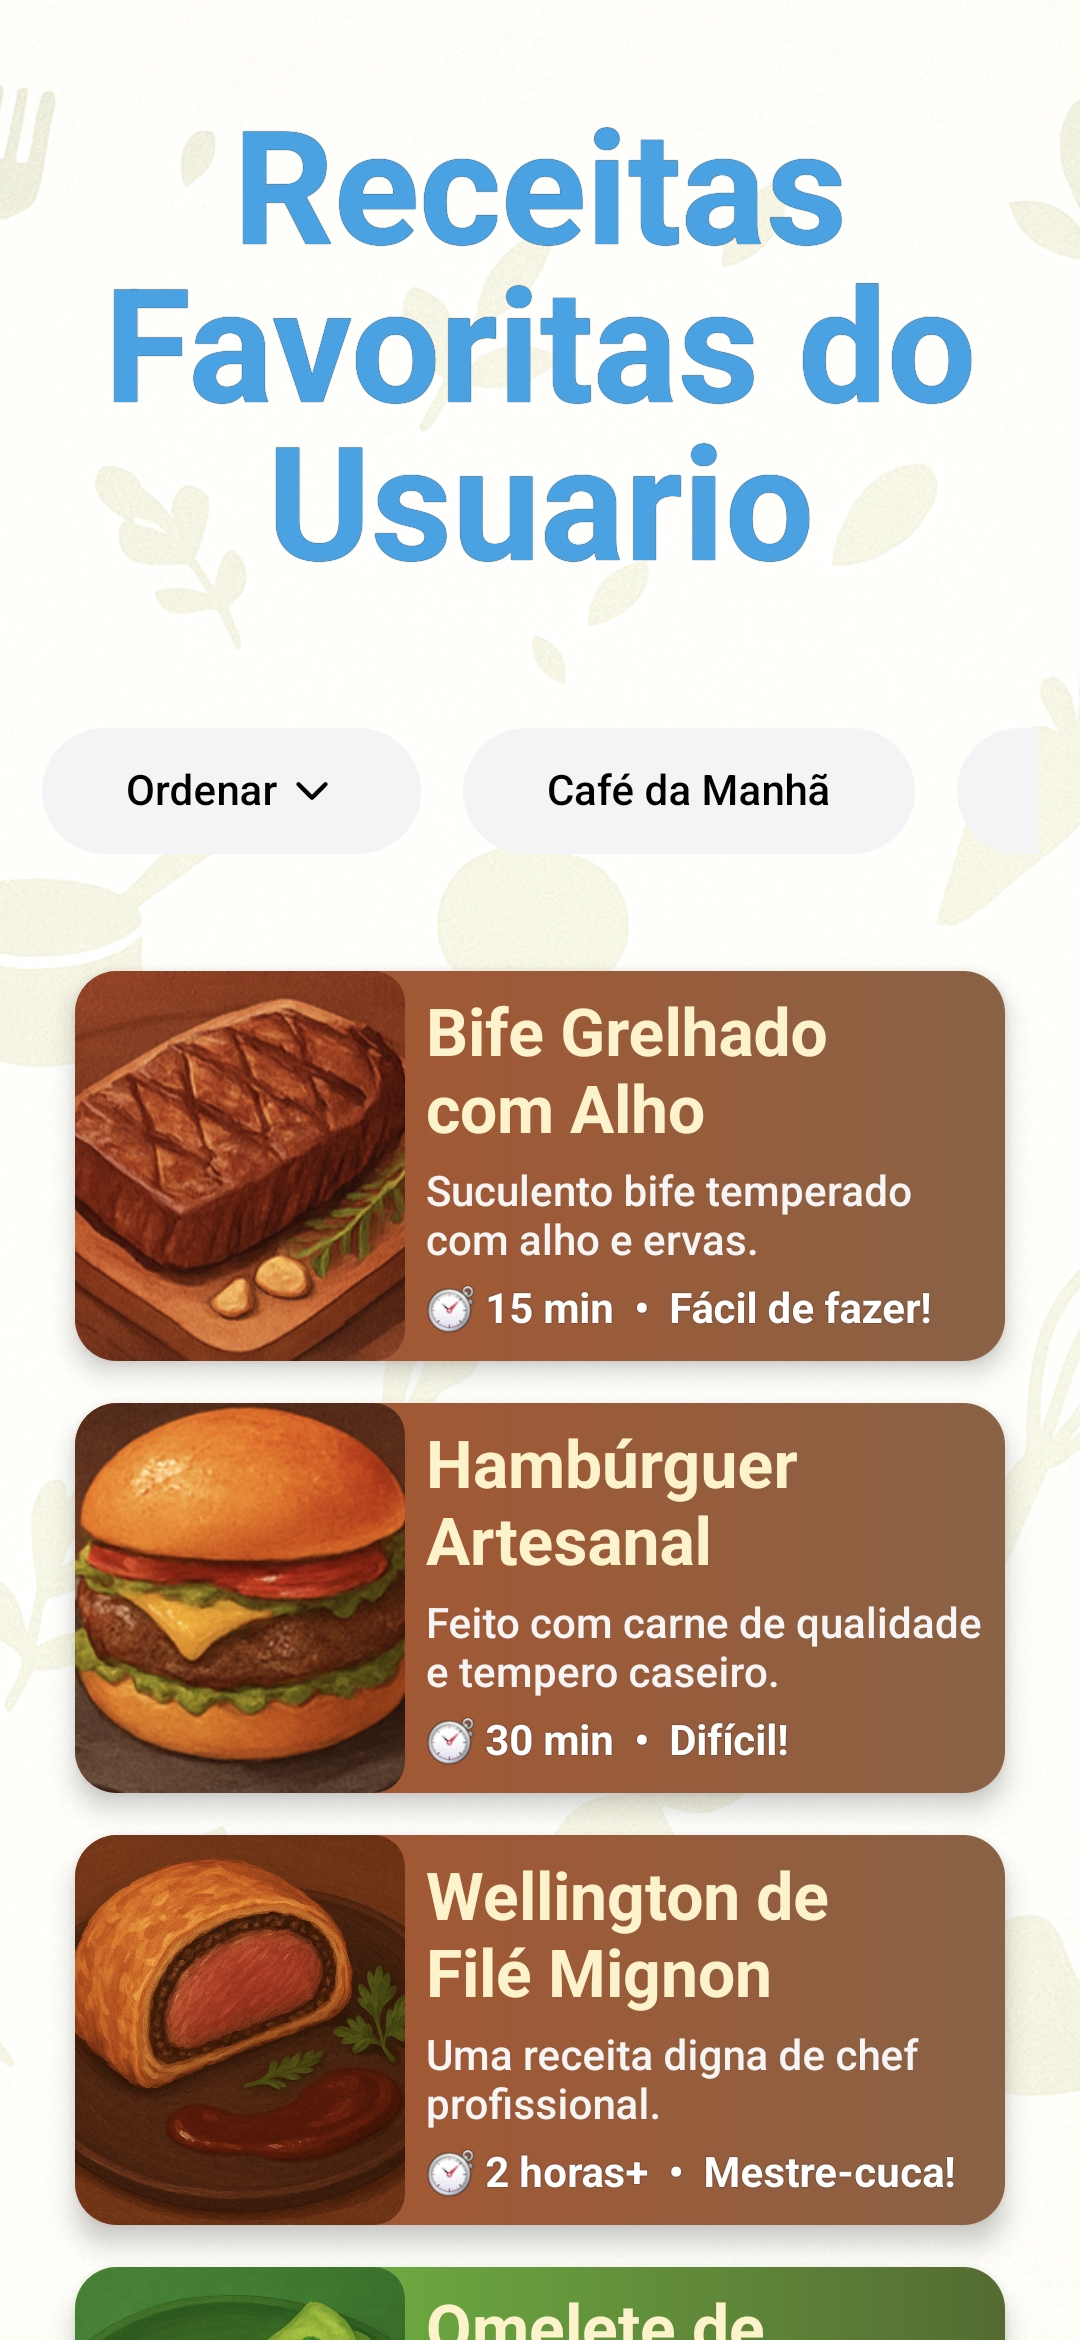 Receitas
Favoritas do
Usuario
Ordenar
Café da Manhã
Bife Grelhado
com Alho
Suculento bife temperado
com alho e ervas.
15 min • Fácil de fazer!
Hambúrguer
Artesanal
Feito com carne de qualidade
e tempero caseiro.
30 min • Difícil!
Wellington de
Filé Mignon
Uma receita digna de chef
profissional.
2 horas+ • Mestre-cuca!
Omelete de